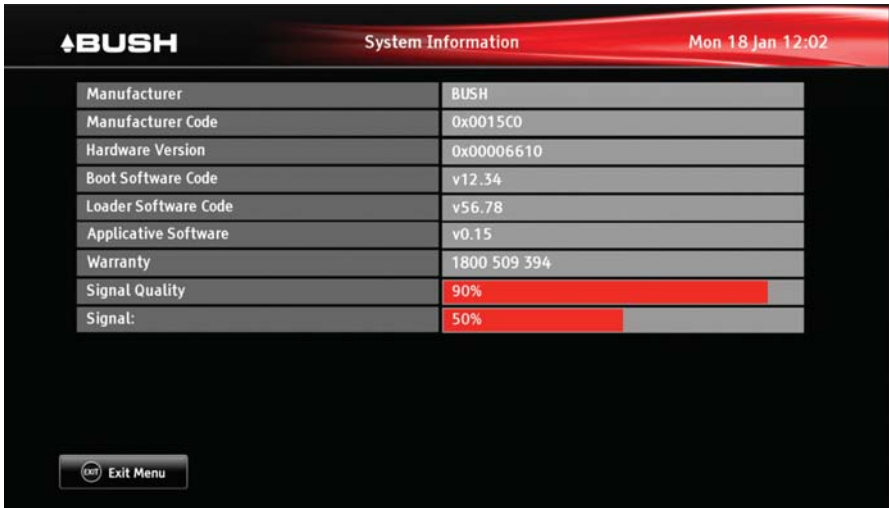 BUSH System Information Mon 18 Jan 12:02
Manufacturer BUSH
Manufacturer Code 0x0015C0
Hardware Version 0x00006610
Boot Software Code v12.34
Loader Software Code v56.78
Applicative Software v0.15
Warranty 1800 509 394
Signal Quality 90%
Signal: 50%
EXIT Exit Menu